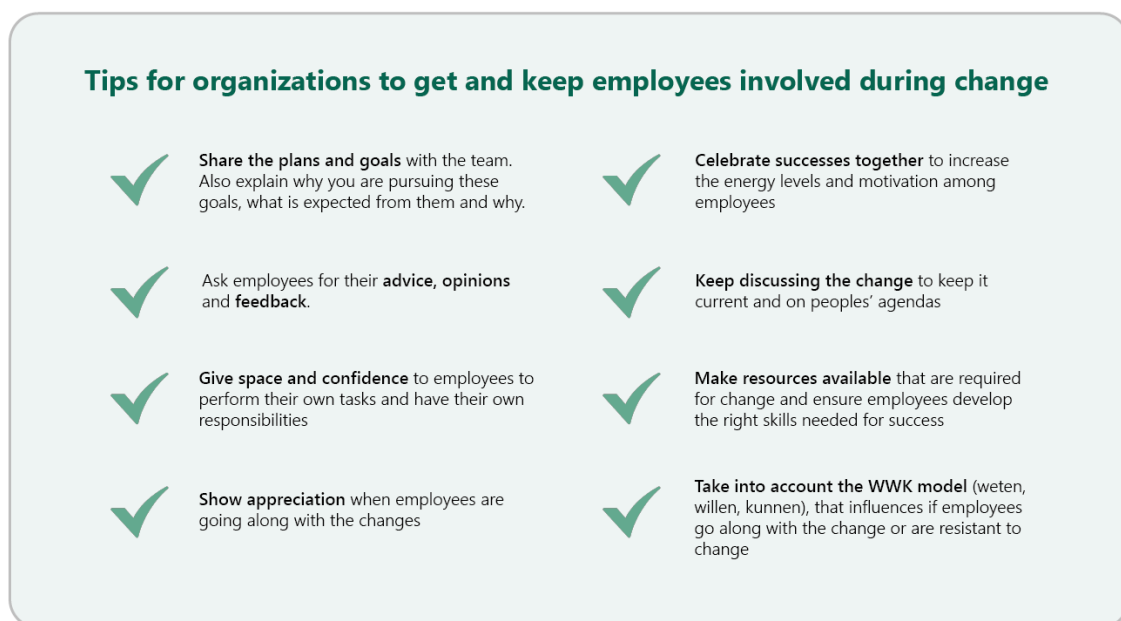 Tips for organizations to get and keep employees involved during change
Share the plans and goals with the team.
Also explain why you are pursuing these
goals, what is expected from them and why.
Ask employees for their advice, opinions
and feedback.
Give space and confidence to employees to
perform their own tasks and have their own
responsibilities
Show appreciation when employees are
going along with the changes
Celebrate successes together to increase
the energy levels and motivation among
employees
Keep discussing the change to keep it
current and on peoples’ agendas
Make resources available that are required
for change and ensure employees develop
the right skills needed for success
Take into account the WWK model (weten,
willen, kunnen), that influences if employees
go along with the change or are resistant to
change